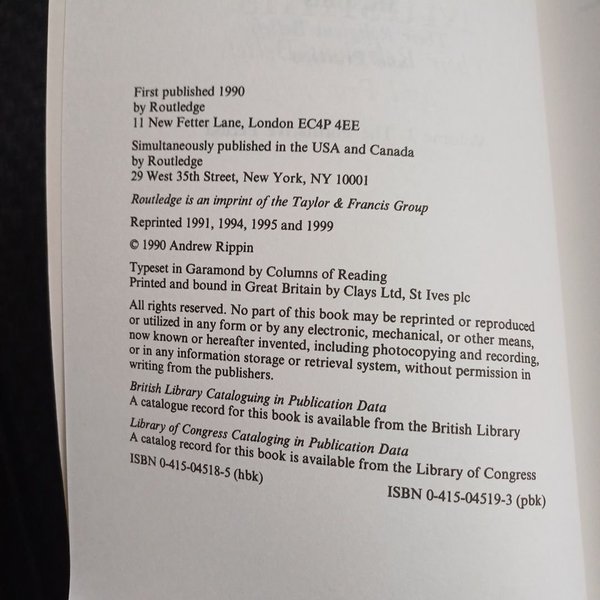 First published 1990
by Routledge
11 New Fetter Lane, London EC4P 4EE
Simultaneously published in the USA and Canada
by Routledge
29 West 35th Street, New York, NY 10001
Routledge is an imprint of the Taylor & Francis Group
Reprinted 1991, 1994, 1995 and 1999
© 1990 Andrew Rippin
Typeset in Garamond by Columns of Reading
Printed and bound in Great Britain by Clays Ltd, St Ives plc
All rights reserved. No part of this book may be reprinted or reproduced
or utilized in any form or by any electronic, mechanical, or other means,
now known or hereafter invented, including photocopying and recording,
or in any information storage or retrieval system, without permission in
writing from the publishers.
British Library Cataloguing in Publication Data
A catalogue record for this book is available from the British Library
Library of Congress Cataloging in Publication Data
A catalog record for this book is available from the Library of Congress
ISBN 0-415-04518-5 (hbk)
ISBN 0-415-04519-3 (pbk)